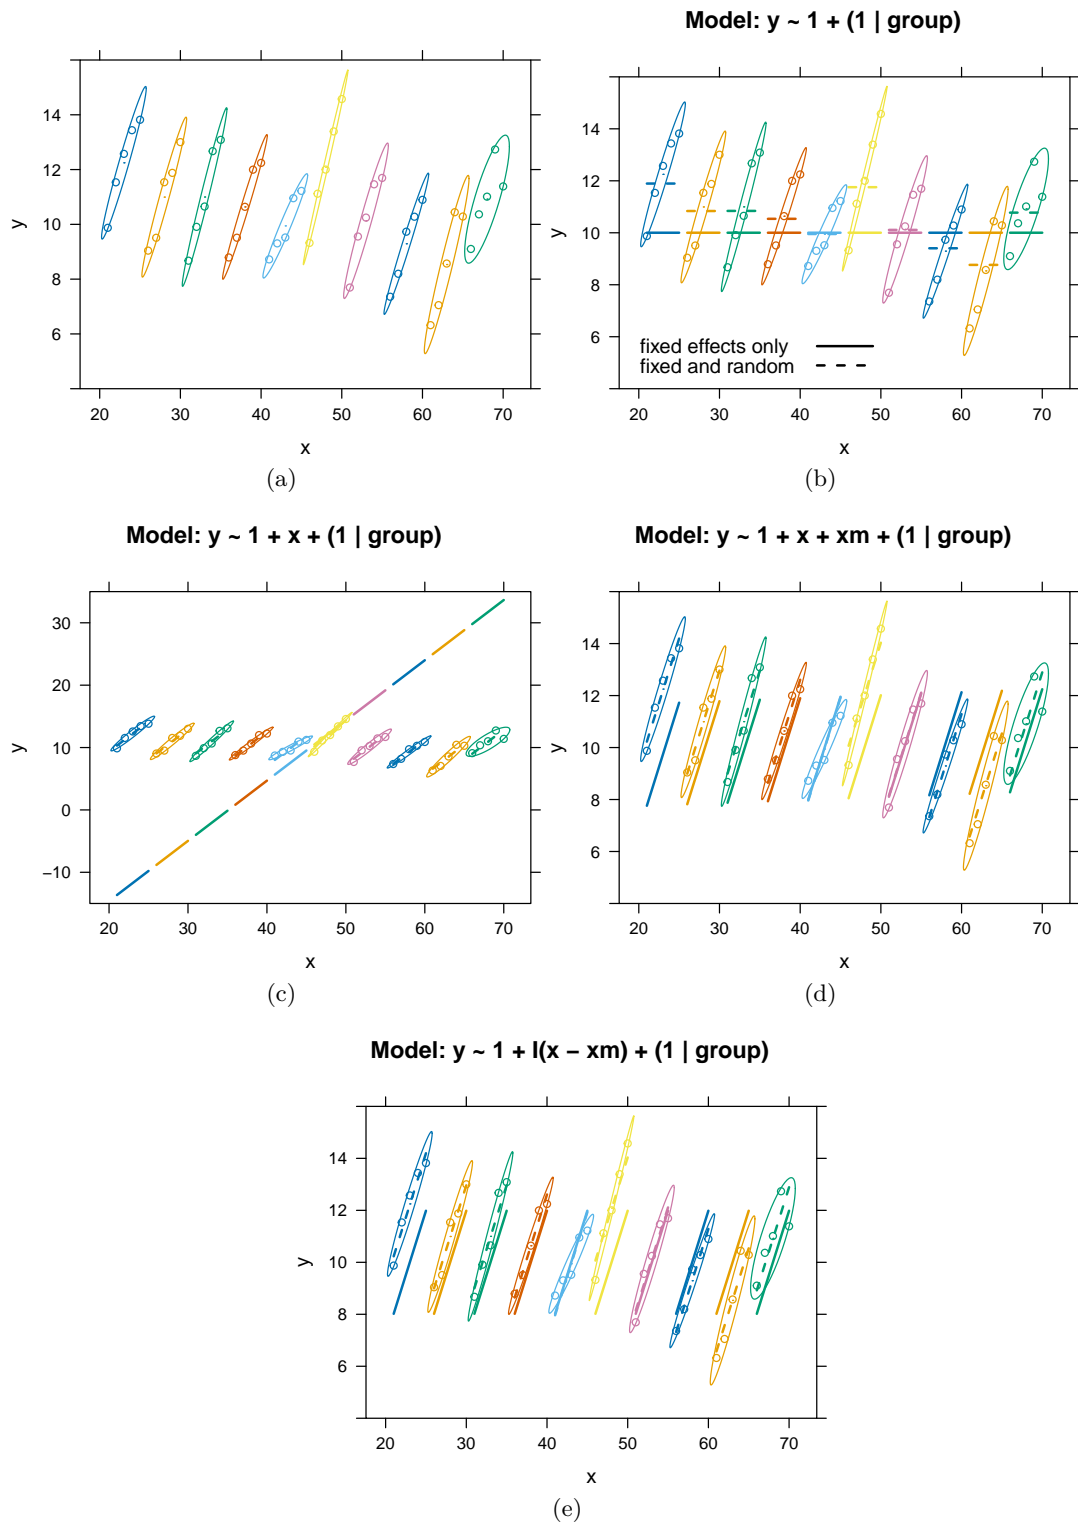 Model: y ~ 1 + (1 | group)
14
12
10
8
6
y
20 30 40 50 60 70
x
(a)
14
12
10
8
6
y
fixed effects only
fixed and random
20 30 40 50 60 70
x
(b)
Model: y ~ 1 + x + (1 | group)
30
20
10
0
−10
y
20 30 40 50 60 70
x
(c)
Model: y ~ 1 + x + xm + (1 | group)
14
12
10
8
6
y
20 30 40 50 60 70
x
(d)
Model: y ~ 1 + I(x − xm) + (1 | group)
14
12
10
8
6
y
20 30 40 50 60 70
x
(e)